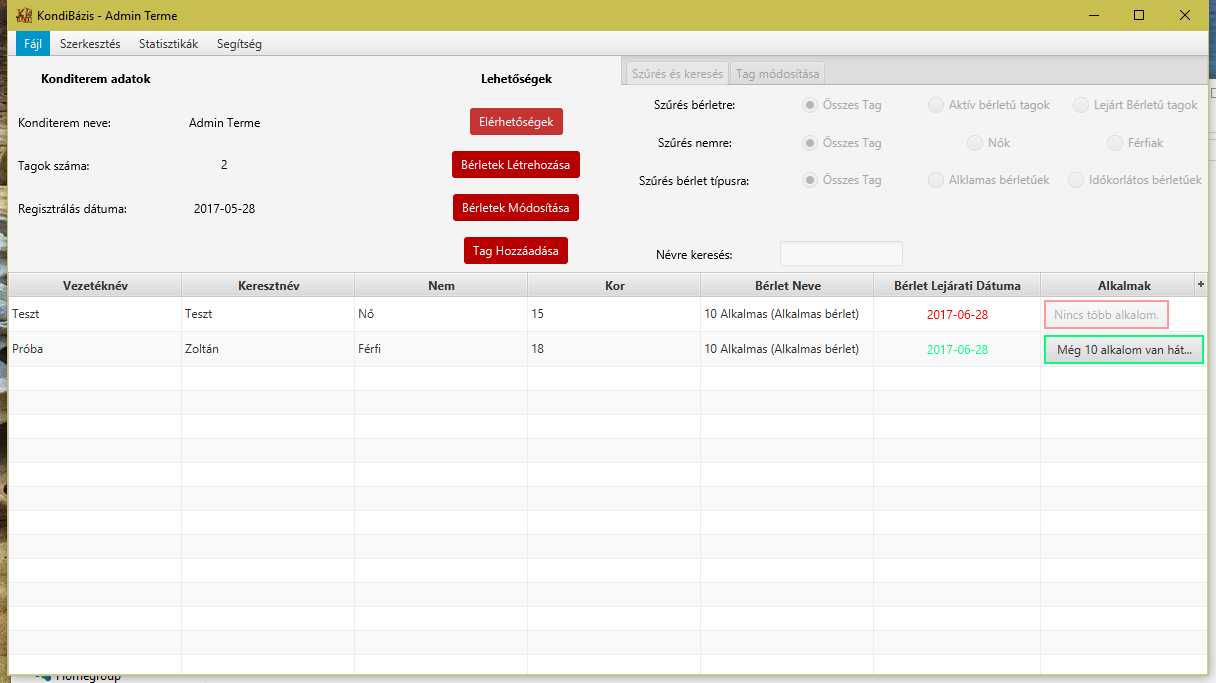 KondiBázis - Admin Terme
Fájl Szerkesztés Statisztikák Segítség
Konditerem adatok
Konditerem neve: Admin Terme
Tagok száma: 2
Regisztrálás dátuma: 2017-05-28
Lehetőségek
Elérhetőségek
Bérletek Létrehozása
Bérletek Módosítása
Tag Hozzáadása
Szűrés és keresés Tag módosítása
Szűrés bérletre: Összes Tag Aktív bérletű tagok Lejárt Bérletű tagok
Szűrés nemre: Összes Tag Nők Férfiak
Szűrés bérlet típusra: Összes Tag Alklamas bérletűek Időkorlátos bérletűek
Névre keresés:
Vezetéknév Keresztnév Nem Kor Bérlet Neve Bérlet Lejárati Dátuma Alkalmak +
Teszt Teszt Nő 15 10 Alkalmas (Alkalmas bérlet) 2017-06-28 Nincs több alkalom.
Próba Zoltán Férfi 18 10 Alkalmas (Alkalmas bérlet) 2017-06-28 Még 10 alkalom van hát...
Homegroup